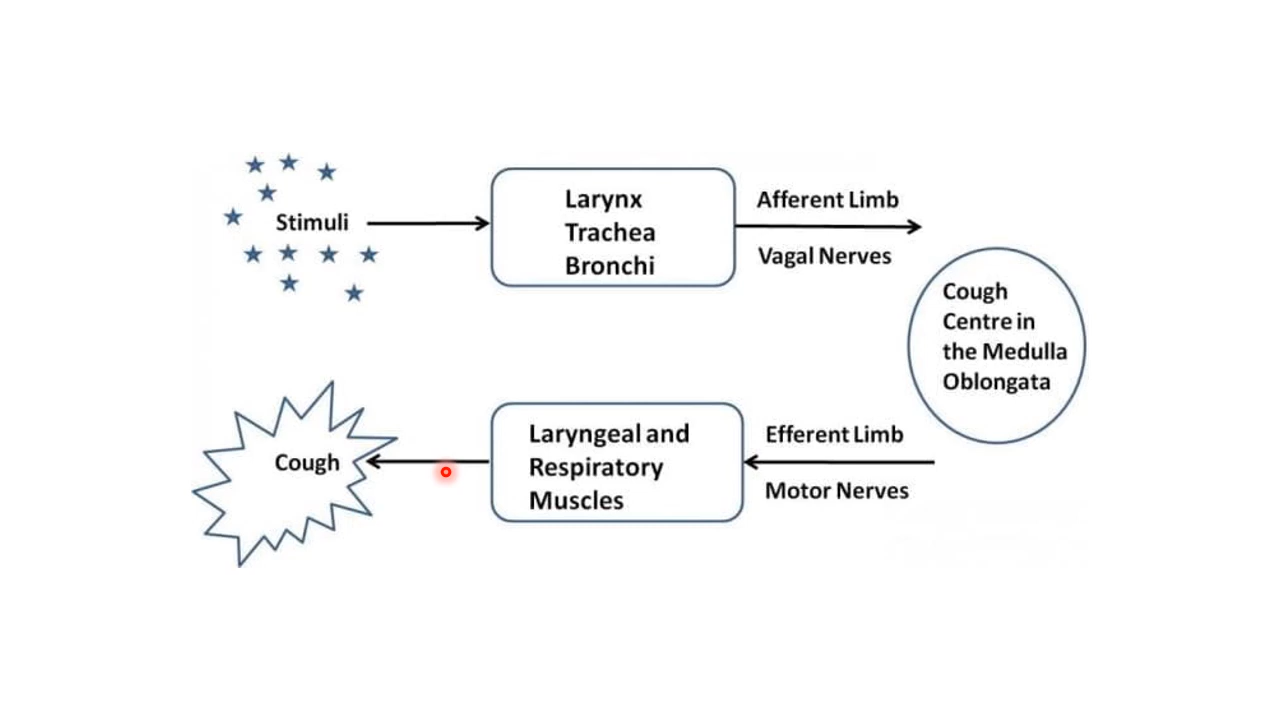 Stimuli
Larynx
Trachea
Bronchi
Afferent Limb
Vagal Nerves
Cough
Centre in
the Medulla
Oblongata
Efferent Limb
Motor Nerves
Laryngeal and
Respiratory
Muscles
Cough